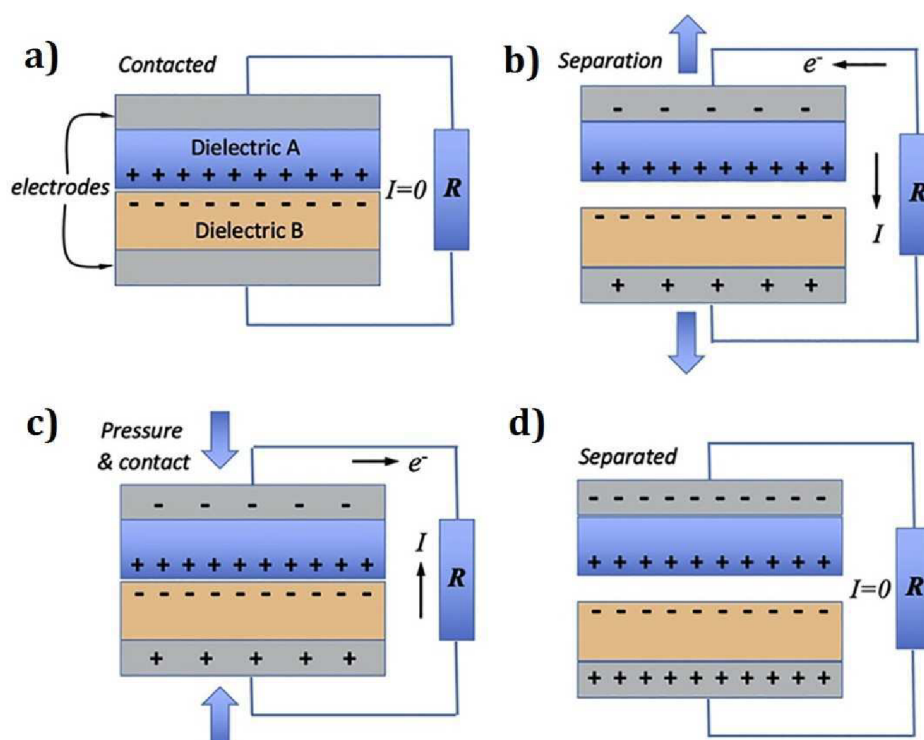 a)
Contacted
Dielectric A
+ + + + + + + + + +
electrodes
I=0
R
- - - - - - - - - -
Dielectric B
b)
Separation
e-
- - - - -
+ + + + + + + + + +
R
I
- - - - - - - - - -
+ + + + +
c)
Pressure
& contact
e-
- - - - -
I
+ + + + + + + + + +
R
- - - - - - - - - -
+ + + + +
d)
Separated
- - - - - - - - - -
+ + + + + + + + + +
I=0
R
- - - - - - - - - -
+ + + + + + + + + +